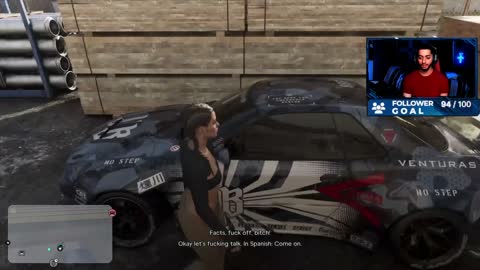 FOLLOWER 94 / 100
GOAL
VENTURAS
NO STEP
NO STEP
Facts, fuck off, bitch!
Okay let's fucking talk. In Spanish. Come on.